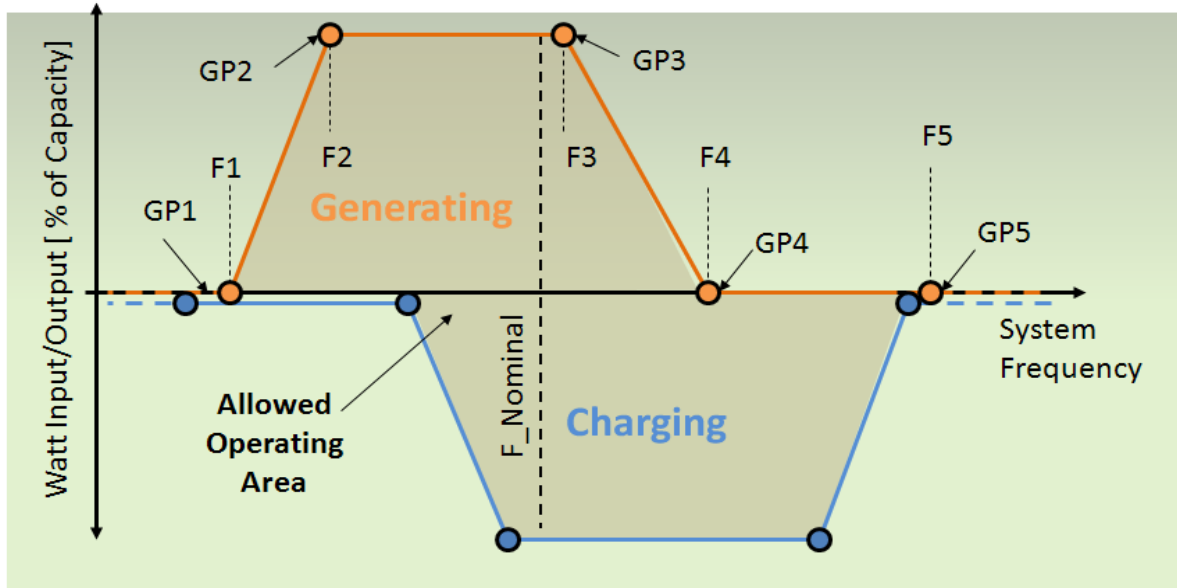 Watt Input/Output [ % of Capacity]
GP2
GP3
F1
F2
F3
F4
F5
GP1
Generating
GP4
GP5
System
Frequency
F_Nominal
Allowed
Operating
Area
Charging